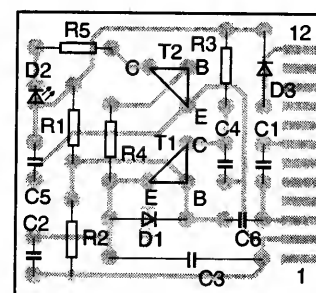 R5 R3 12
T2
C B
D2 D3
E
R1 T1 C4 C1
R4 C
C5 E B
C2 R2 D1 C6
C3 1